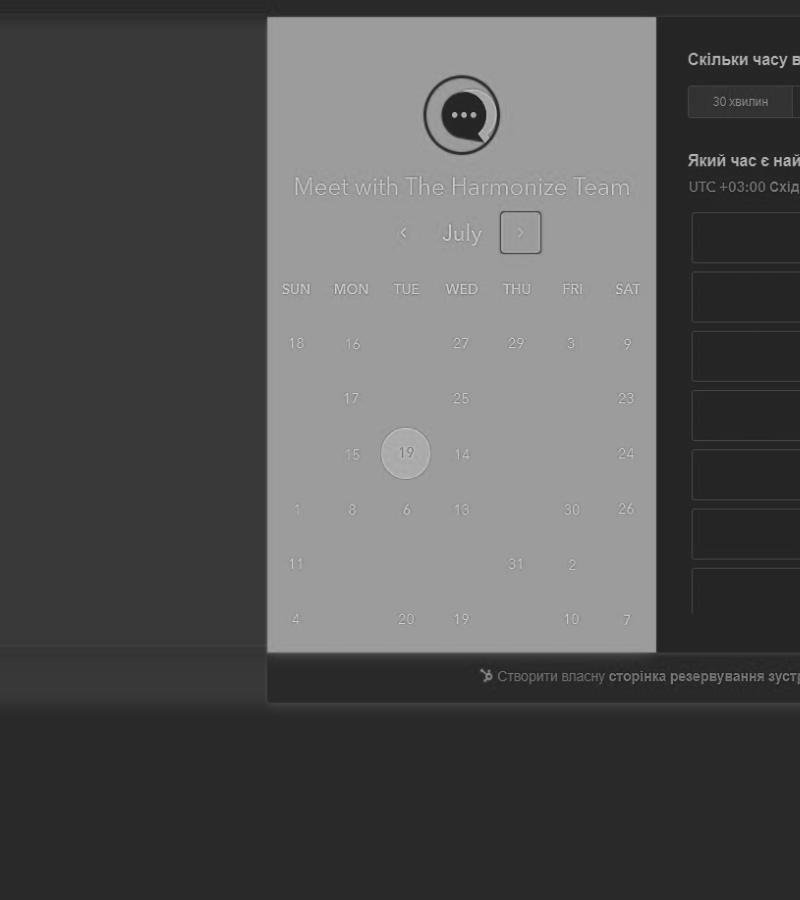 Meet with The Harmonize Team
July
SUN MON TUE WED THU FRI SAT
18 16 27 29 3 9
17 25 23
15 19 14 24
1 8 6 13 30 26
11 31 2
4 20 19 10 7
Скільки часу в
30 хвилин
Який час є най
UTC +03:00 Схід
Створити власну сторінка резервування зустр